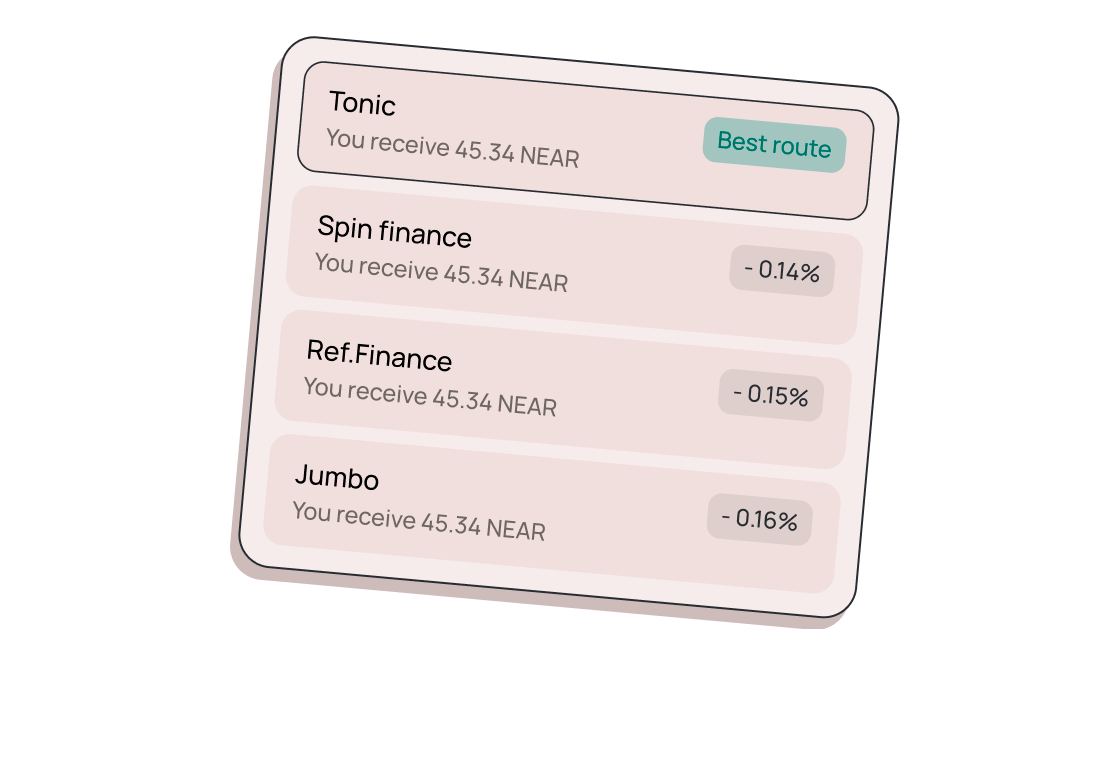 Tonic
You receive 45.34 NEAR
Best route
Spin finance
You receive 45.34 NEAR
- 0.14%
Ref.Finance
You receive 45.34 NEAR
- 0.15%
Jumbo
You receive 45.34 NEAR
- 0.16%